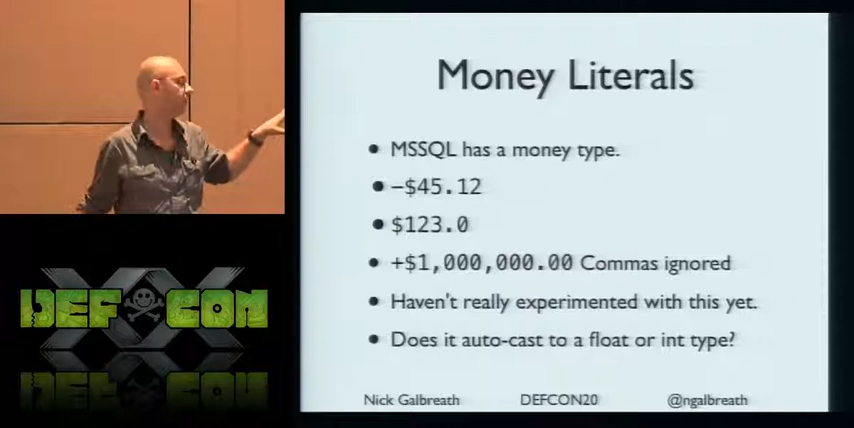 Money Literals
• MSSQL has a money type.
• –$45.12
• $123.0
• +$1,000,000.00 Commas ignored
• Haven't really experimented with this yet.
• Does it auto-cast to a float or int type?
Nick Galbreath DEFCON20 @ngalbreath
XX
DEF CON